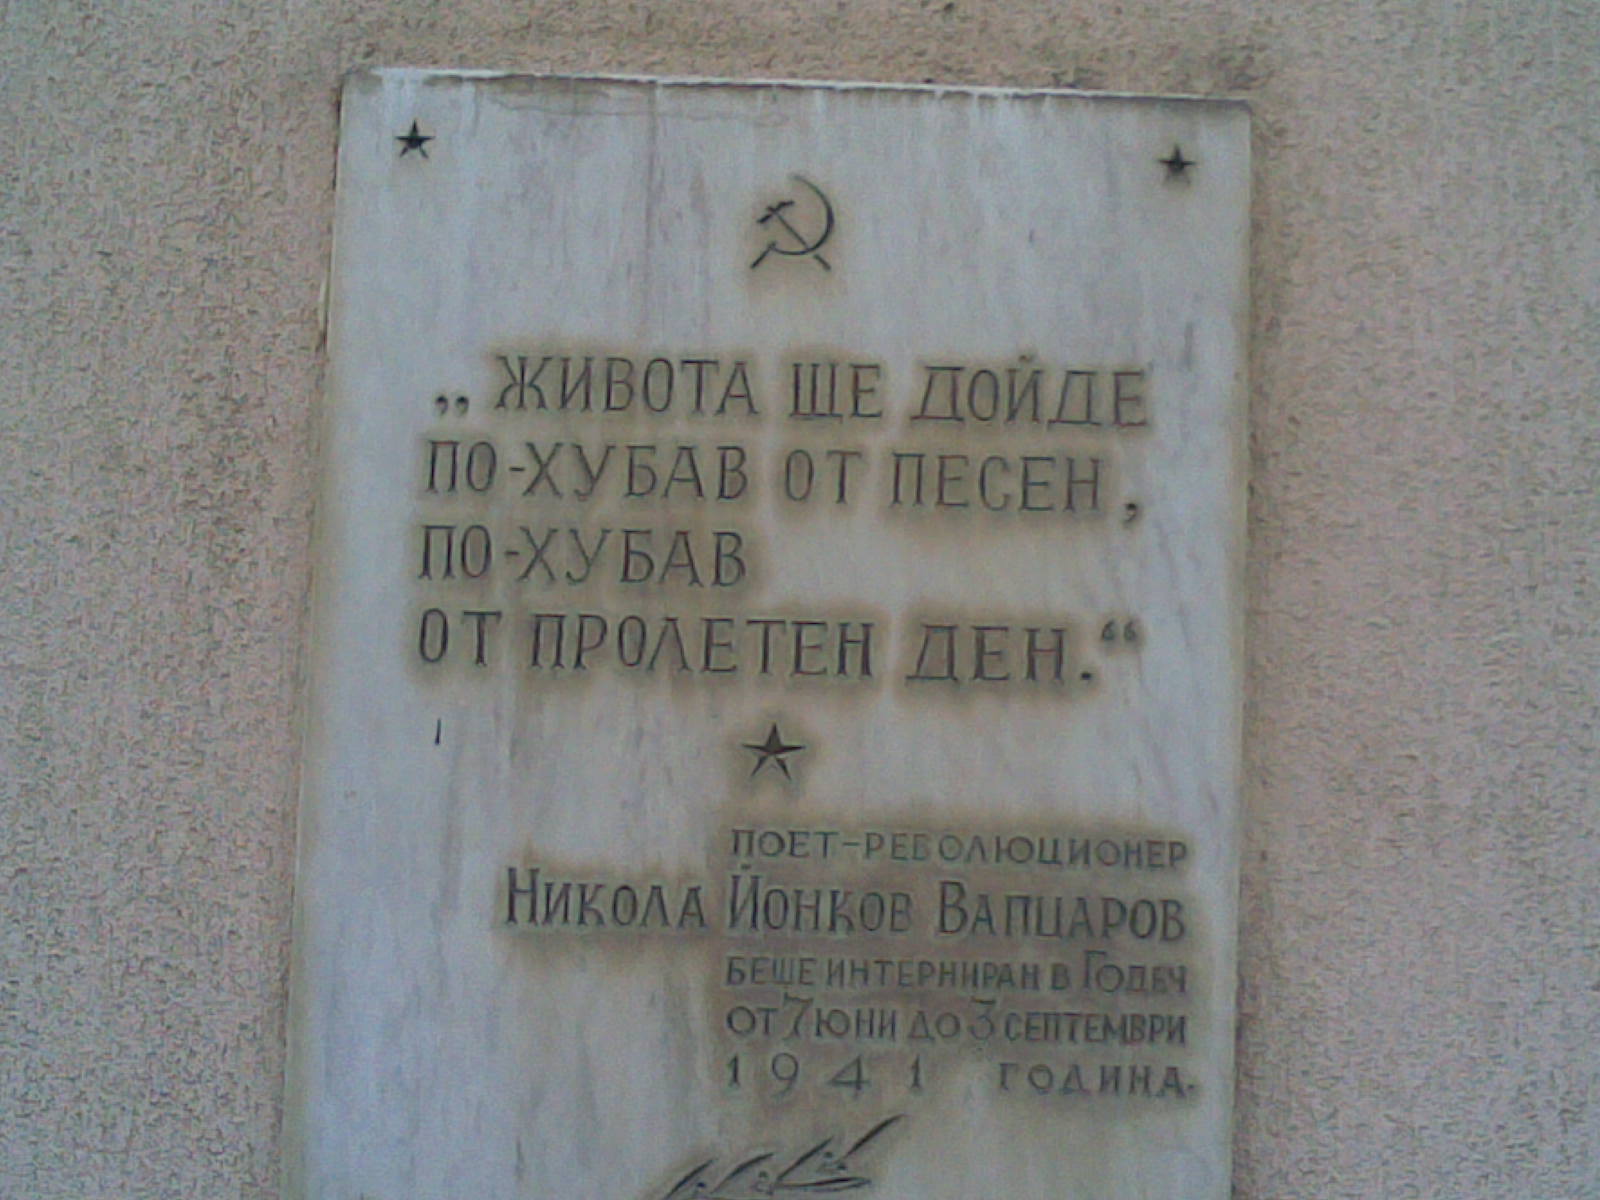 „ЖИВОТА ЩЕ ДОЙДЕ
ПО-ХУБАВ ОТ ПЕСЕН,
ПО-ХУБАВ
ОТ ПРОЛЕТЕН ДЕН.“
ПОЕТ-РЕВОЛЮЦИОНЕР
НИКОЛА ЙОНКОВ ВАПЦАРОВ
БЕШЕ ИНТЕРНИРАН В ГОДЕЧ
ОТ 7 ЮНИ ДО 3 СЕПТЕМВРИ
1941 ГОДИНА.